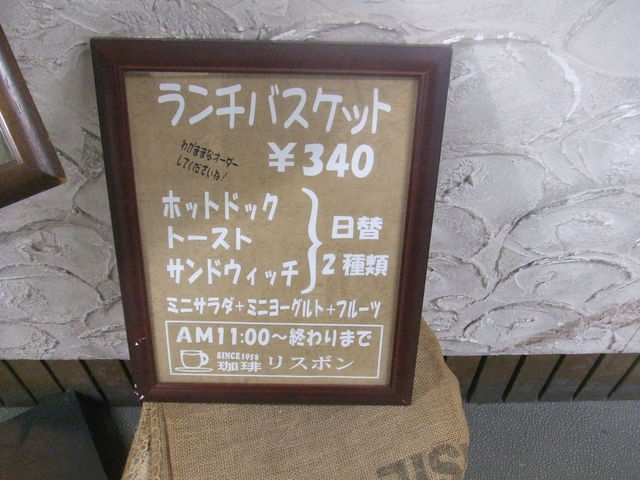 ランチバスケット
わがままなオーダー
してくださいね!
¥340
ホットドック
トースト
サンドウィッチ
日替
2種類
ミニサラダ+ミニヨーグルト+フルーツ
AM11:00〜終わりまで
SINCE1958
珈琲 リスボン